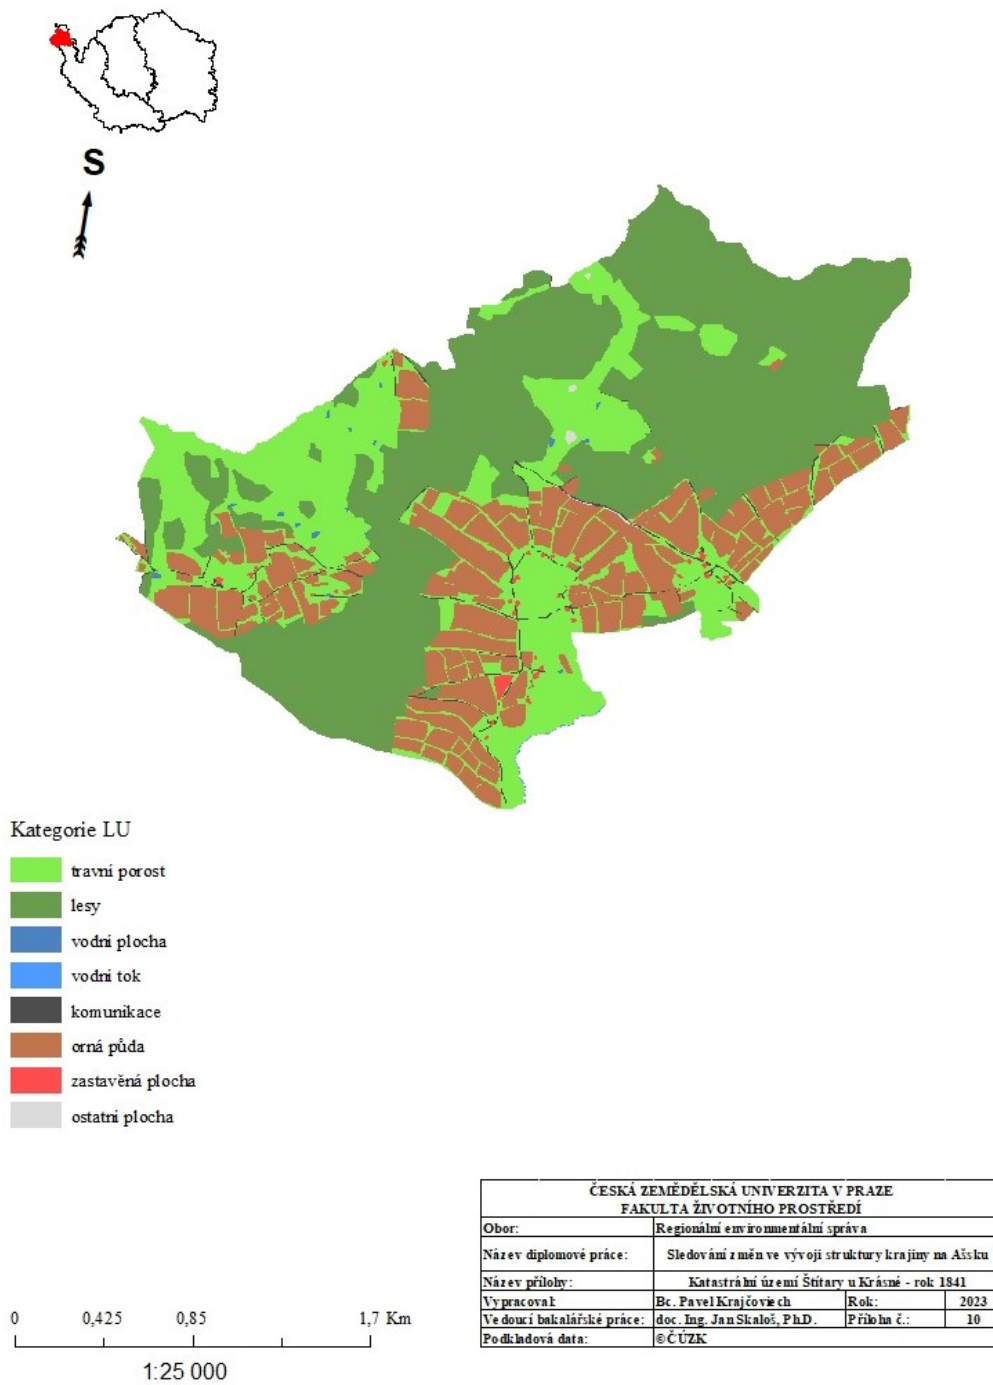 S
Kategorie LU
travní porost
lesy
vodní plocha
vodní tok
komunikace
orná půda
zastavěná plocha
ostatní plocha
0 0,425 0,85 1,7 Km
1:25 000
ČESKÁ ZEMĚDĚLSKÁ UNIVERZITA V PRAZE
FAKULTA ŽIVOTNÍHO PROSTŘEDÍ
Obor: Regionální environmentální správa
Název diplomové práce: Sledování změn ve vývoji struktury krajiny na Ašsku
Název přílohy: Katastrální území Štítary u Krásné - rok 1841
Vypracoval: Bc. Pavel Krajčoviech Rok: 2023
Vedoucí bakalářské práce: doc. Ing. Jan Skaloš, Ph.D. Příloha č.: 10
Podkladová data: ©ČÚZK